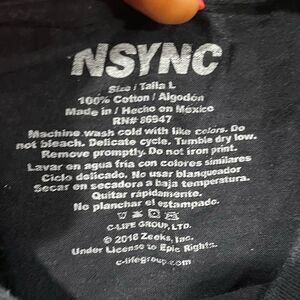 NSYNC
Size / Talla L
100% Cotton / Algodón
Made in / Hecho en México
RN# 86947
Machine wash cold with like colors. Do
not bleach. Delicate cycle. Tumble dry low.
Remove promptly. Do not iron print.
Lavar en agua fría con colores similares
Ciclo delicado. No usar blanqueador
Secar en secadora a baja temperatura.
Quitar rápidamente.
No planchar el estampado.
C-LIFE GROUP, LTD.
© 2018 Zeeks, Inc.
Under License to Epic Rights.
c-lifegroup.com